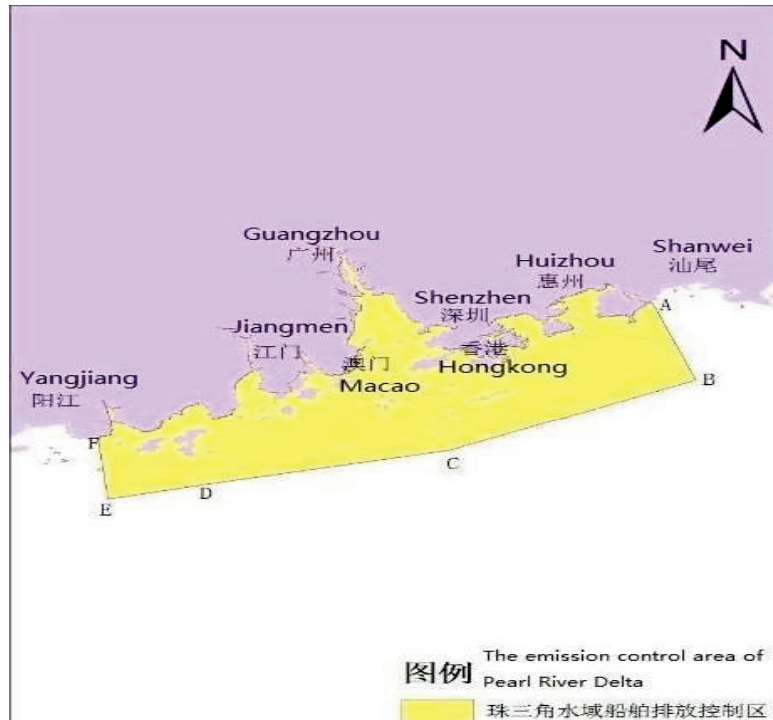 N
Guangzhou
广州
Shanwei
汕尾
Huizhou
惠州
A
Shenzhen
深圳
Jiangmen
江门
香港
Hongkong
澳门
Macao
Yangjiang
阳江
B
F
C
D
E
图例
The emission control area of
Pearl River Delta
珠三角水域船舶排放控制区